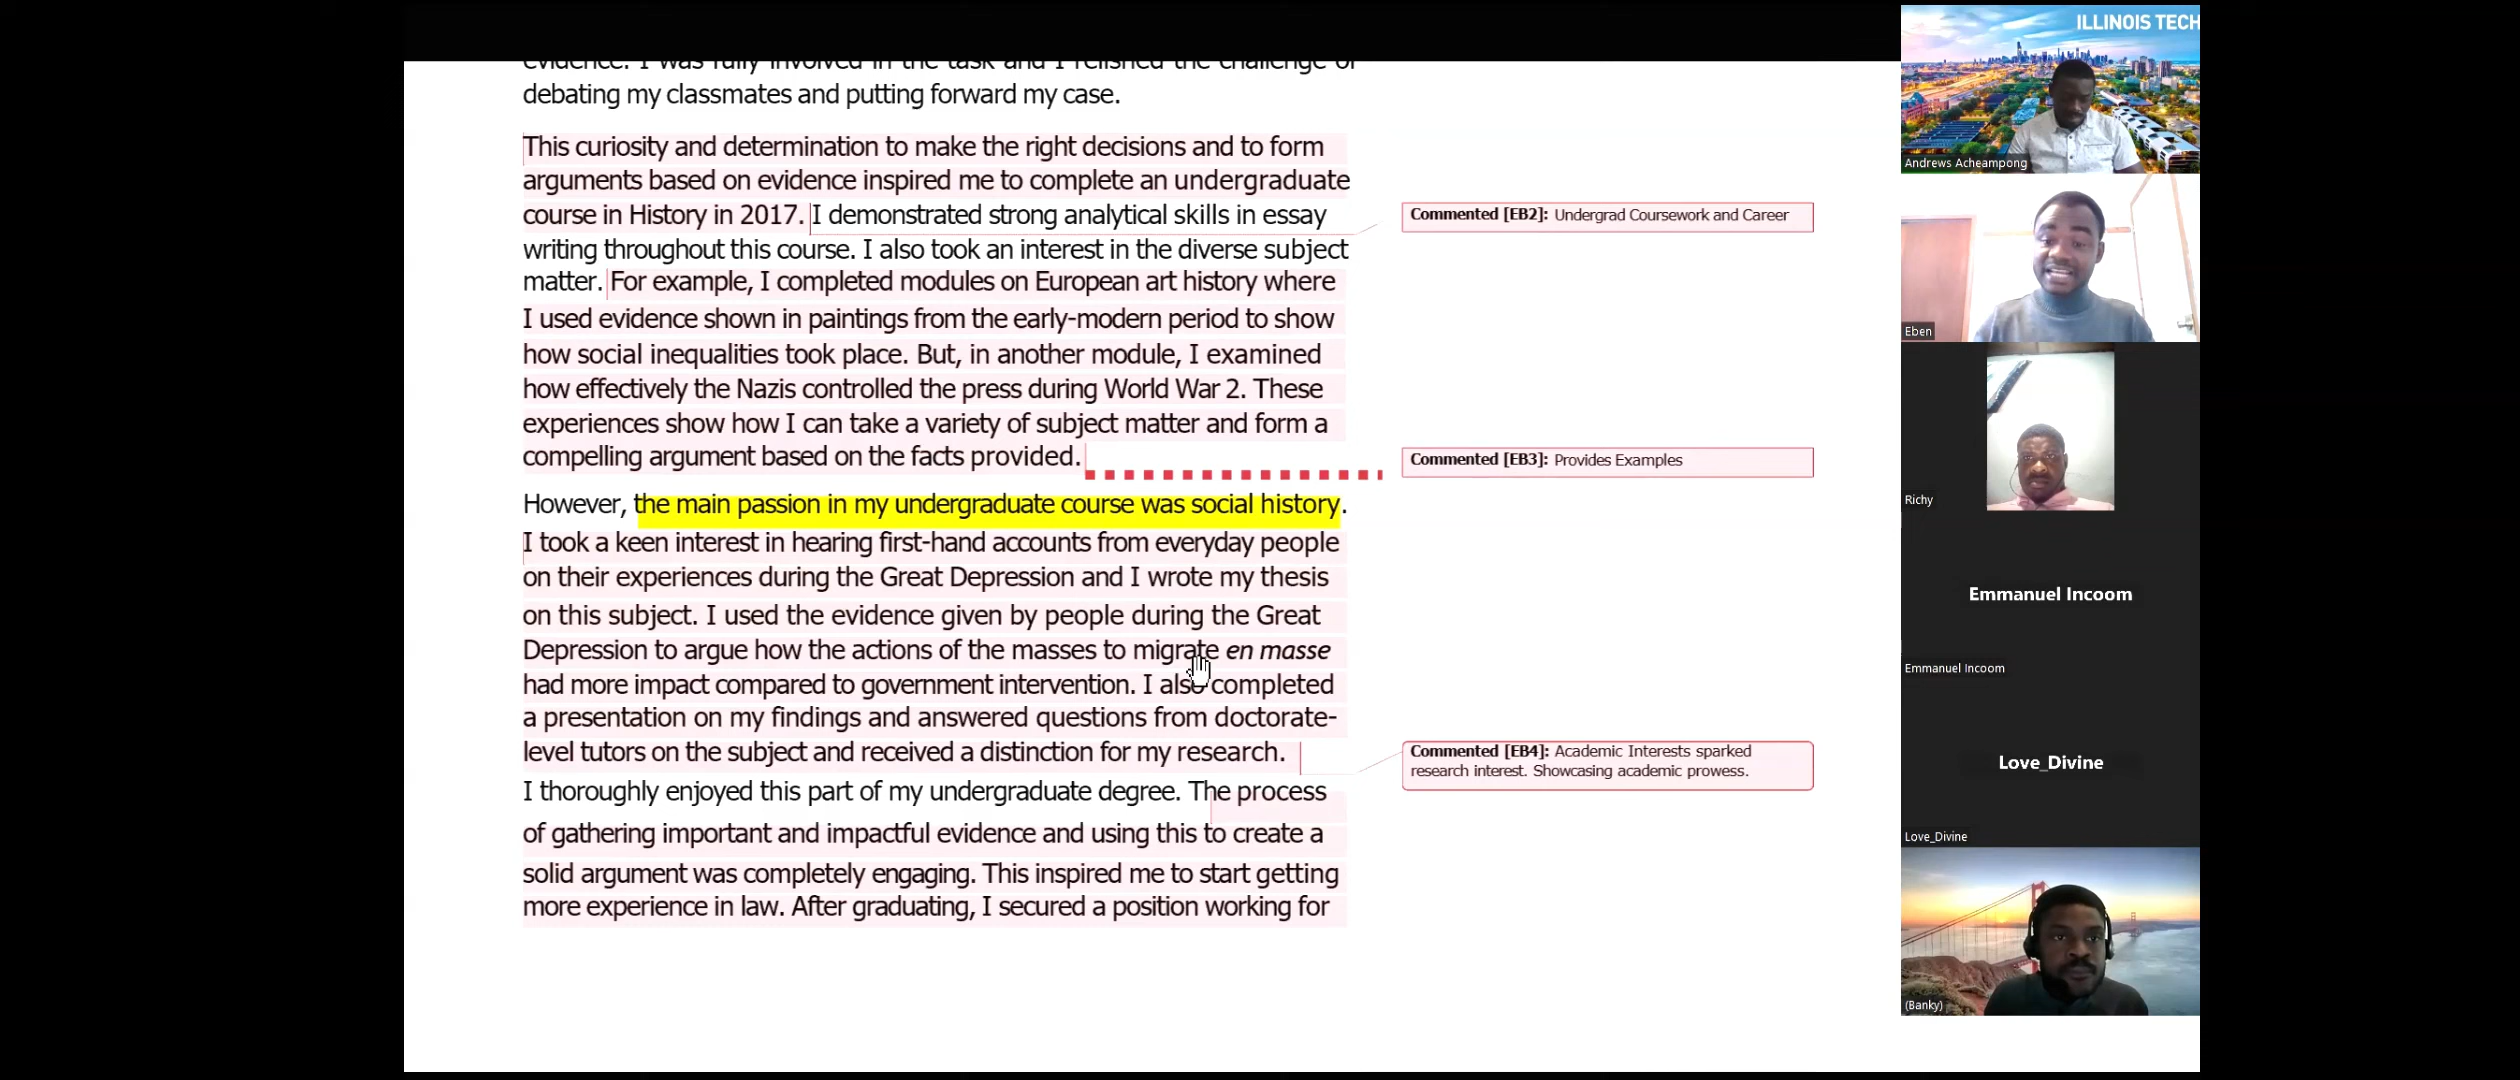 evidence. I was fully involved in the task and I relished the challenge of
debating my classmates and putting forward my case.
This curiosity and determination to make the right decisions and to form
arguments based on evidence inspired me to complete an undergraduate
course in History in 2017. I demonstrated strong analytical skills in essay
writing throughout this course. I also took an interest in the diverse subject
matter. For example, I completed modules on European art history where
I used evidence shown in paintings from the early-modern period to show
how social inequalities took place. But, in another module, I examined
how effectively the Nazis controlled the press during World War 2. These
experiences show how I can take a variety of subject matter and form a
compelling argument based on the facts provided.
However, the main passion in my undergraduate course was social history.
I took a keen interest in hearing first-hand accounts from everyday people
on their experiences during the Great Depression and I wrote my thesis
on this subject. I used the evidence given by people during the Great
Depression to argue how the actions of the masses to migrate en masse
had more impact compared to government intervention. I also completed
a presentation on my findings and answered questions from doctorate-
level tutors on the subject and received a distinction for my research.
I thoroughly enjoyed this part of my undergraduate degree. The process
of gathering important and impactful evidence and using this to create a
solid argument was completely engaging. This inspired me to start getting
more experience in law. After graduating, I secured a position working for
Commented [EB2]: Undergrad Coursework and Career
Commented [EB3]: Provides Examples
Commented [EB4]: Academic Interests sparked
research interest. Showcasing academic prowess.
ILLINOIS TECH
Andrews Acheampong
Eben
Richy
Emmanuel Incoom
Emmanuel Incoom
Love_Divine
Love_Divine
(Banky)